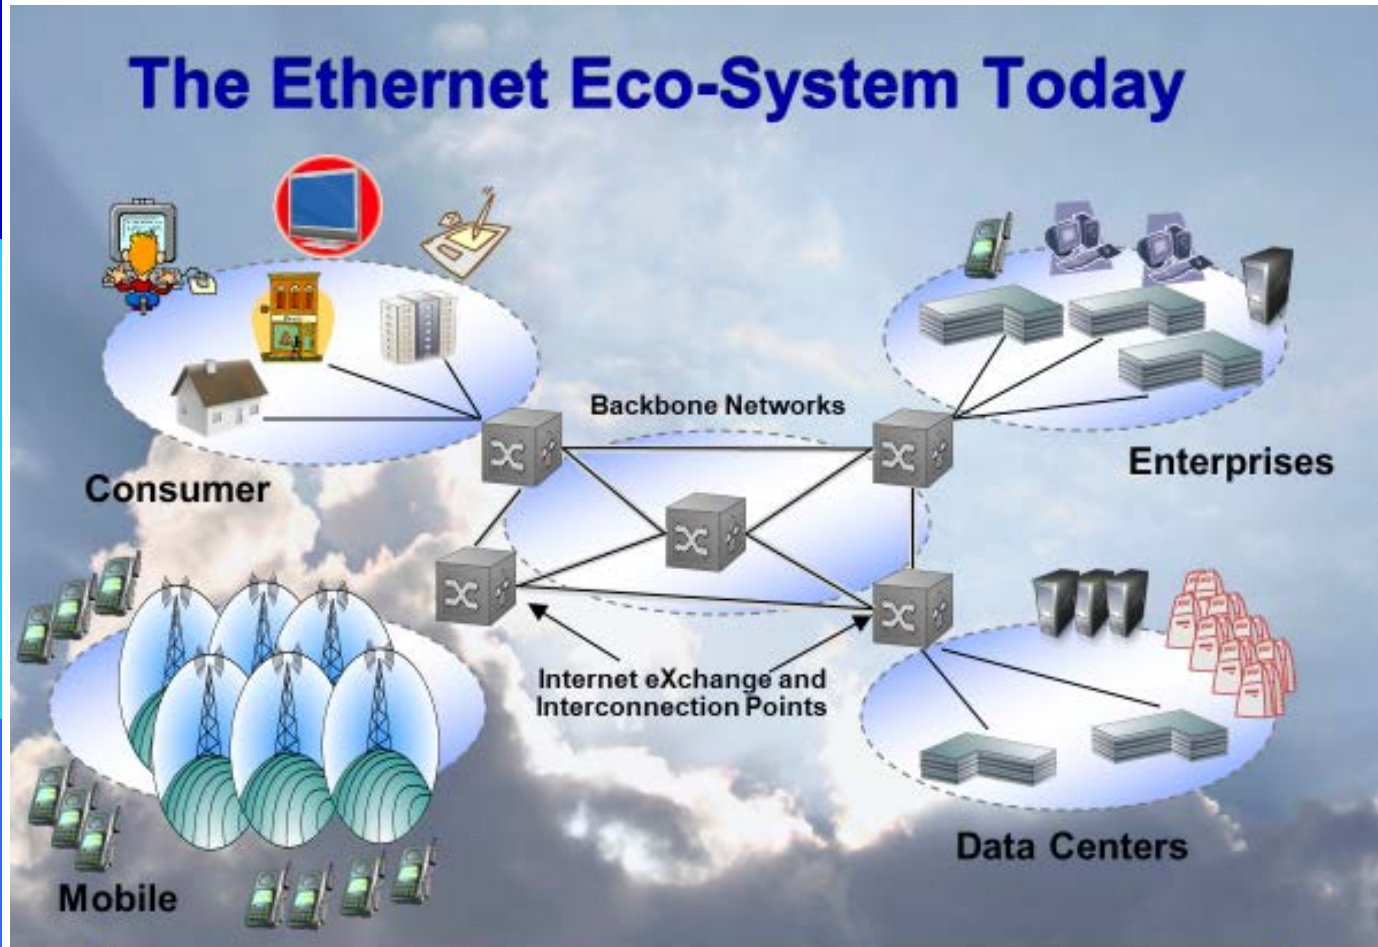 The Ethernet Eco-System Today
Backbone Networks
Enterprises
Consumer
Internet eXchange and
Interconnection Points
Data Centers
Mobile